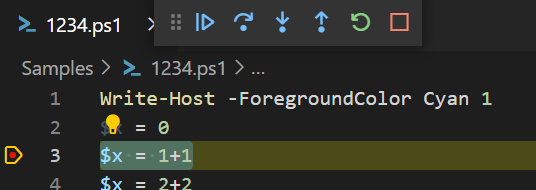 1234.ps1
Samples > 1234.ps1 > ...
1 Write-Host -ForegroundColor Cyan 1
2 $x = 0
3 $x = 1+1
4 $x = 2+2